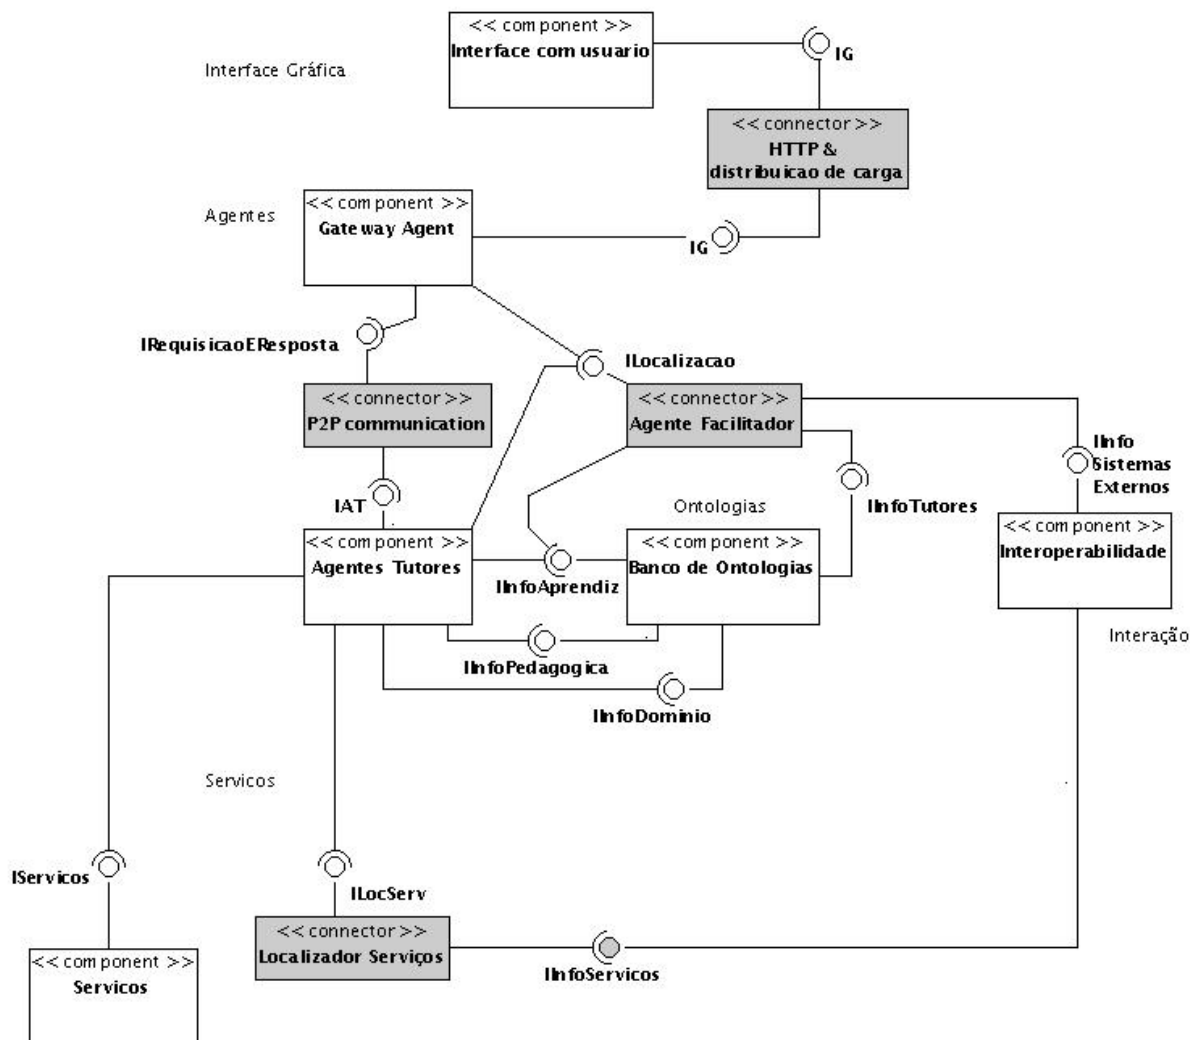 << component >>
Interface com usuario
IG
Interface Gráfica
<< connector >>
HTTP &
distribuicao de carga
<< component >>
Gateway Agent
Agentes
IG
IRequisicaoEResposta
ILocalizacao
<< connector >>
P2P communication
<< connector >>
Agente Facilitador
IInfo
Sistemas
Externos
IAT
Ontologias
IInfoTutores
<< component >>
Agentes Tutores
<< component >>
Banco de Ontologias
<< component >>
Interoperabilidade
IInfoAprendiz
Interação
IInfoPedagogica
IInfoDominio
Servicos
IServicos
ILocServ
<< connector >>
Localizador Serviços
IInfoServicos
<< component >>
Servicos